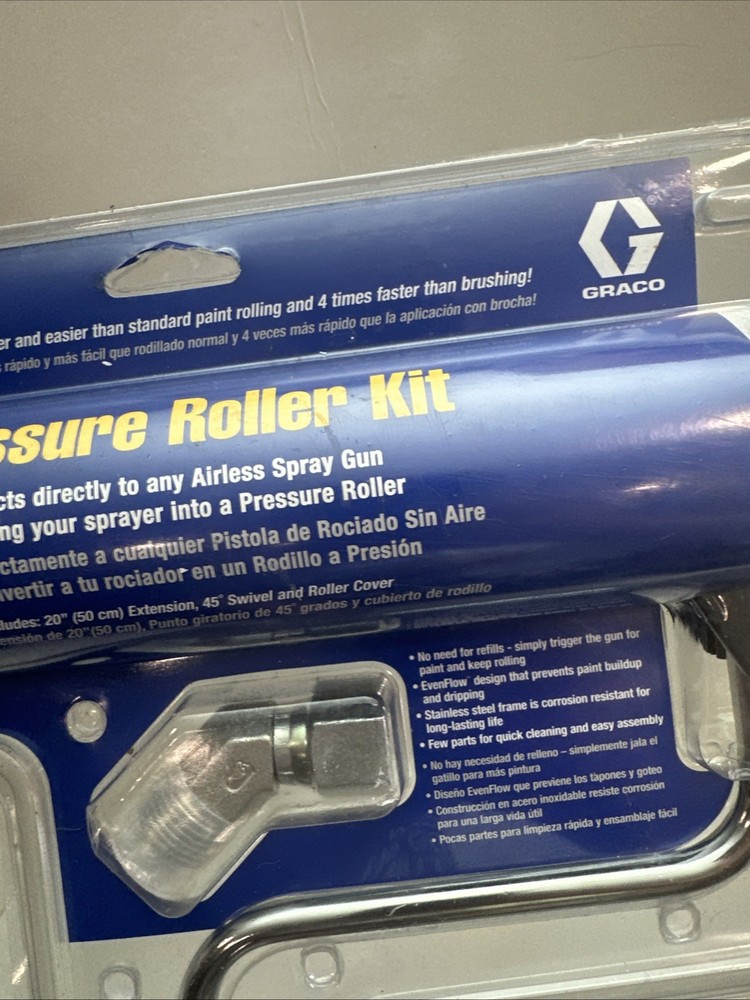 GRACO
er and easier than standard paint rolling and 4 times faster than brushing!
rápido y más fácil que rodillado normal y 4 veces más rápido que la aplicación con brocha!
ssure Roller Kit
cts directly to any Airless Spray Gun
ng your sprayer into a Pressure Roller
ctamente a cualquier Pistola de Rociado Sin Aire
vertir a tu rociador en un Rodillo a Presión
ludes: 20" (50 cm) Extension, 45° Swivel and Roller Cover
ensión de 20" (50 cm), Punto giratorio de 45° grados y cubierto de rodillo
• No need for refills - simply trigger the gun for
paint and keep rolling
• EvenFlow™ design that prevents paint buildup
and dripping
• Stainless steel frame is corrosion resistant for
long-lasting life
• Few parts for quick cleaning and easy assembly
• No hay necesidad de relleno – simplemente jala el
gatillo para más pintura
• Diseño EvenFlow que previene los tapones y goteo
• Construcción en acero inoxidable resiste corrosión
para una larga vida útil
• Pocas partes para limpieza rápida y ensamblaje fácil